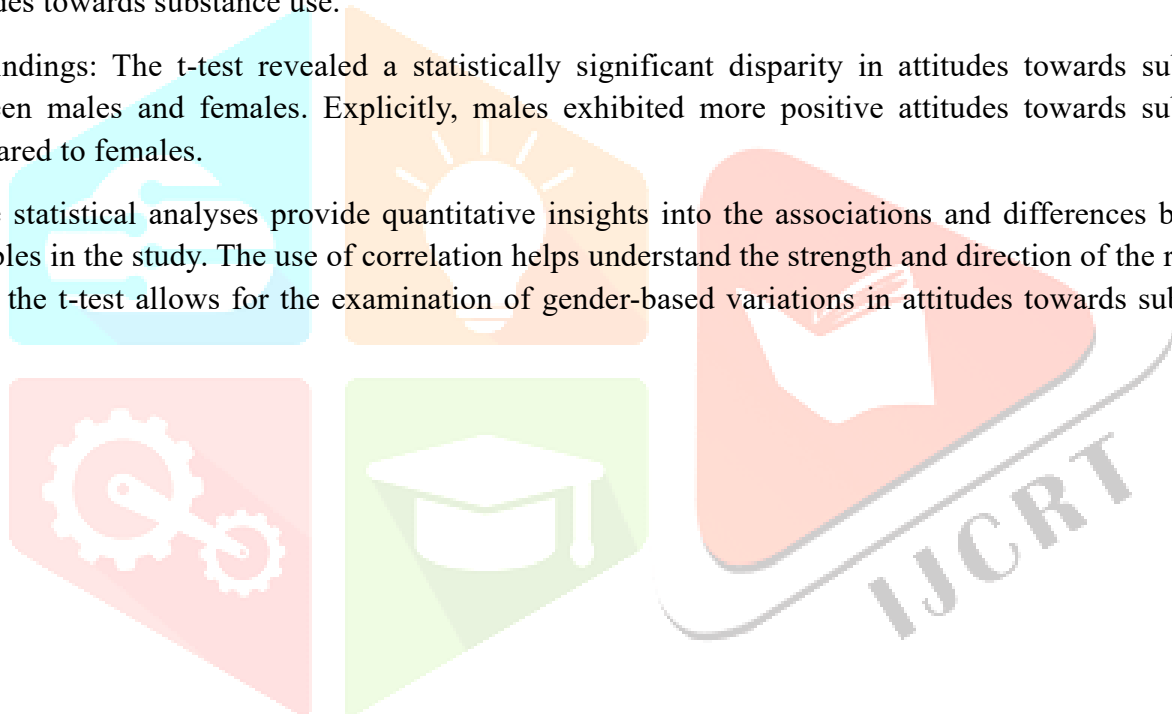 des towards substance use.
ndings: The t-test revealed a statistically significant disparity in attitudes towards su
en males and females. Explicitly, males exhibited more positive attitudes towards su
ared to females.
statistical analyses provide quantitative insights into the associations and differences b
les in the study. The use of correlation helps understand the strength and direction of the r
the t-test allows for the examination of gender-based variations in attitudes towards su
IJCRT